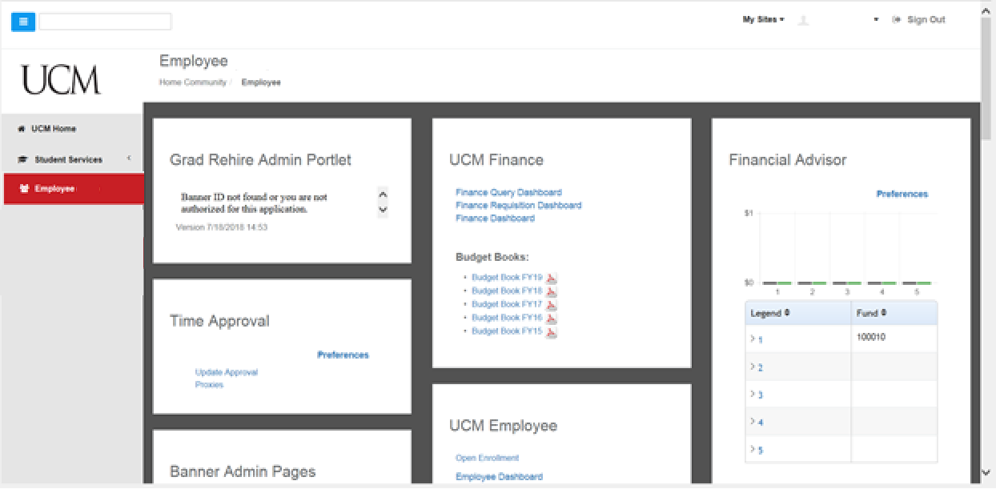 My Sites
Sign Out
UCM
Employee
Home Community / Employee
UCM Home
Student Services
Employee
Grad Rehire Admin Portlet
Banner ID not found or you are not
authorized for this application.
Version 7/18/2018 14:53
Time Approval
Preferences
Update Approval
Proxies
Banner Admin Pages
UCM Finance
Finance Query Dashboard
Finance Requisition Dashboard
Finance Dashboard
Budget Books:
• Budget Book FY19
• Budget Book FY18
• Budget Book FY17
• Budget Book FY16
• Budget Book FY15
UCM Employee
Open Enrollment
Employee Dashboard
Financial Advisor
Preferences
$1
$0
1 2 3 4 5
Legend Fund
1 100010
2
3
4
5